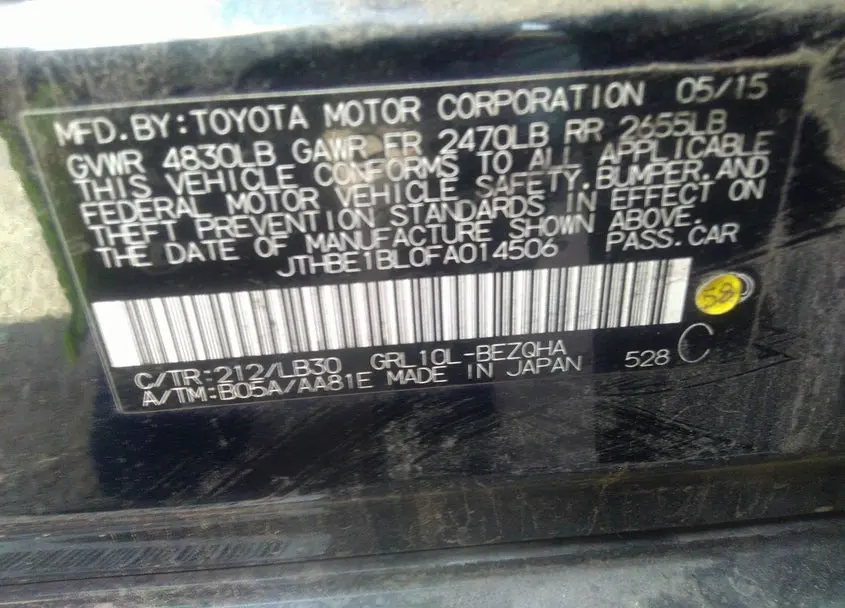 MFD.BY:TOYOTA MOTOR CORPORATION 05/15
GVWR 4830LB GAWR FR 2470LB RR 2655LB
THIS VEHICLE CONFORMS TO ALL APPLICABLE
FEDERAL MOTOR VEHICLE SAFETY,BUMPER,AND
THEFT PREVENTION STANDARDS IN EFFECT ON
THE DATE OF MANUFACTURE SHOWN ABOVE.
JTHBE1BL0FA014506 PASS.CAR
58
C/TR:212/LB30 GRL10L-BEZQHA
A/TM:B05A/AA81E MADE IN JAPAN 528 C